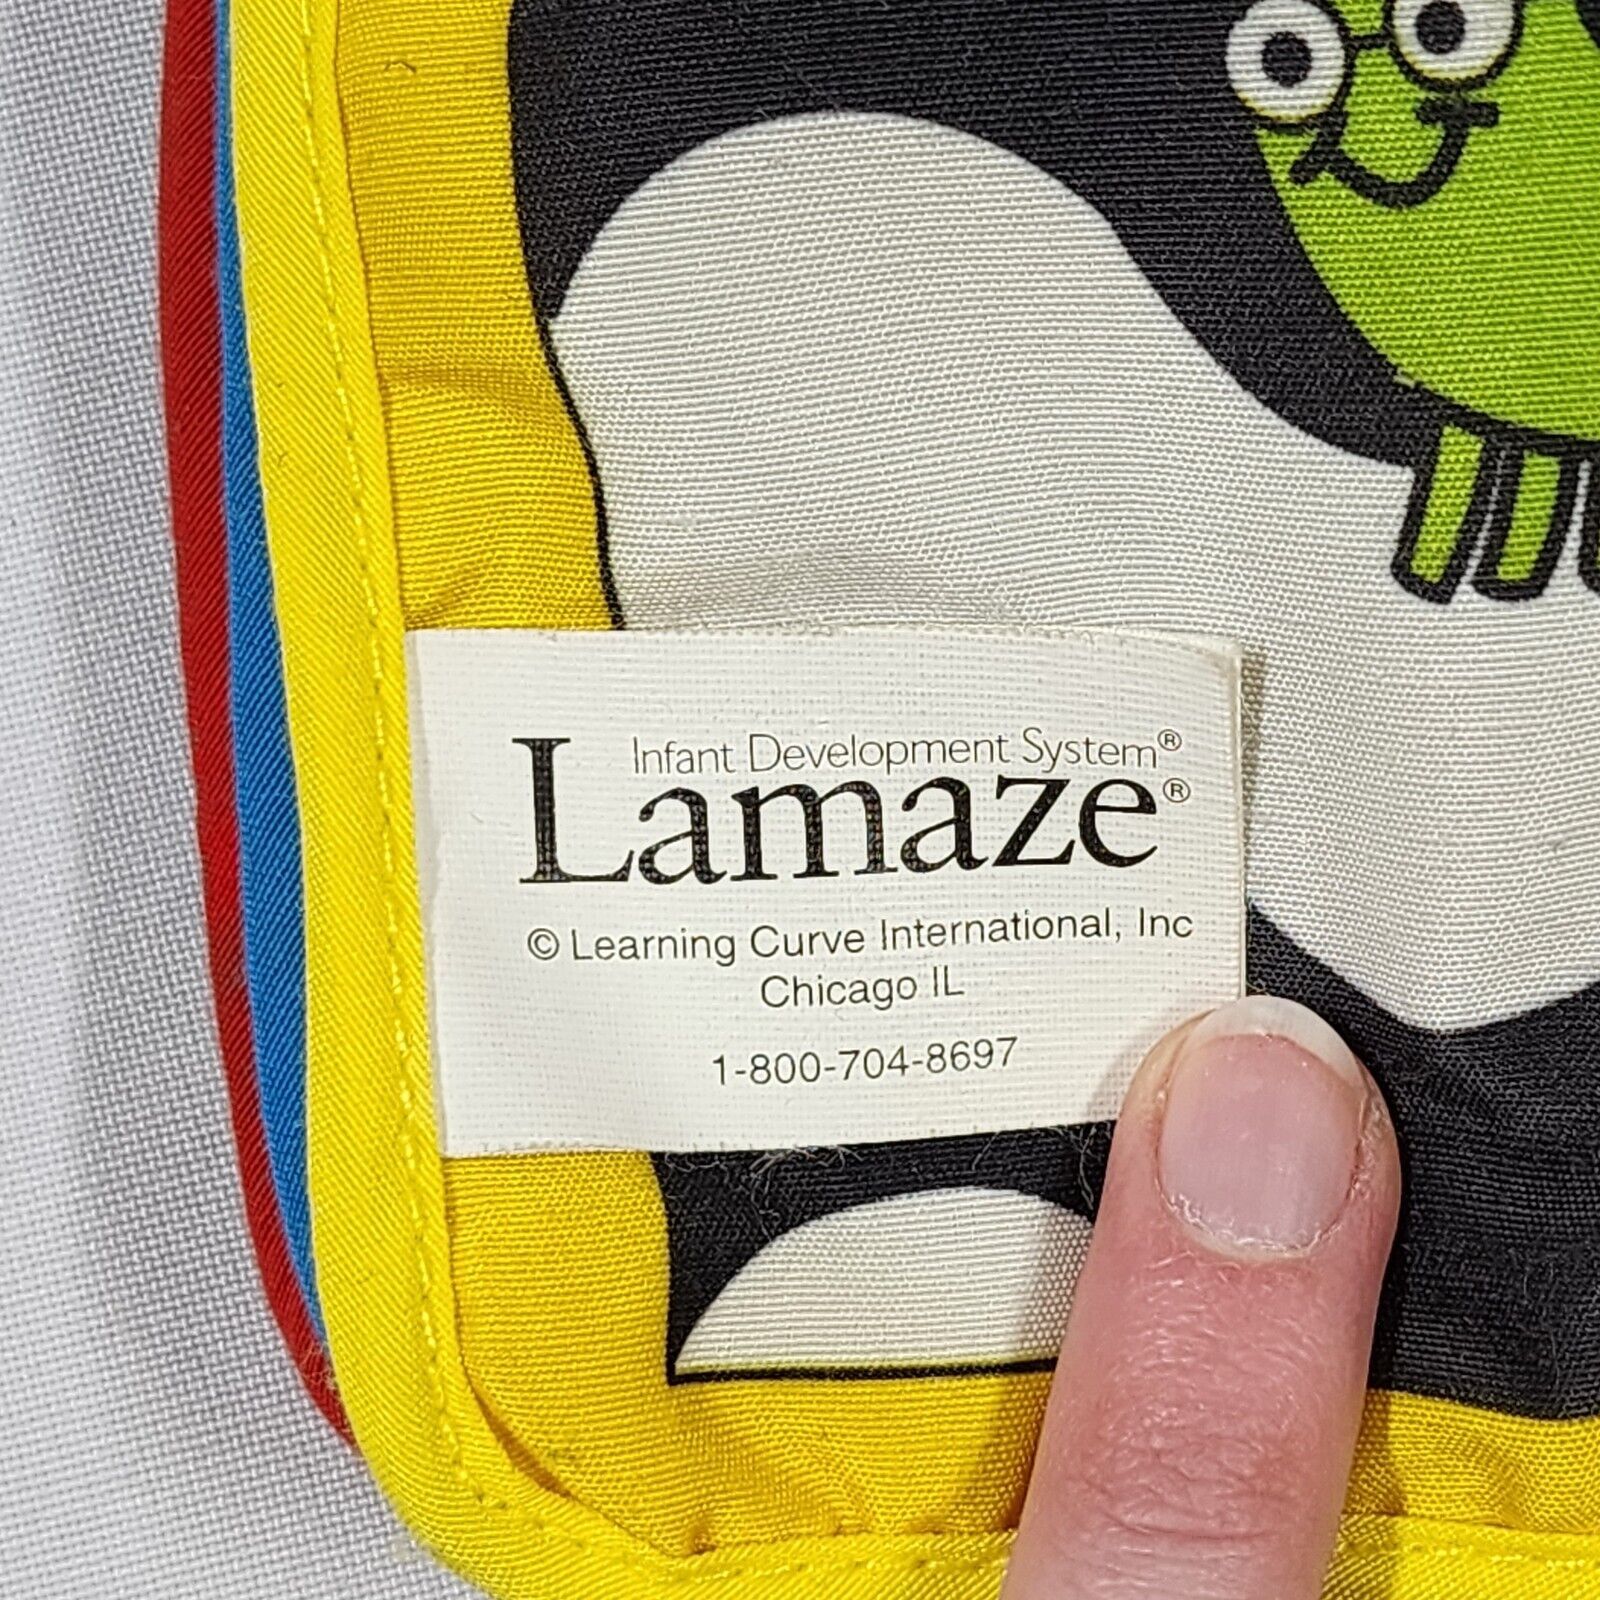 Infant Development System®
Lamaze®
© Learning Curve International, Inc
Chicago IL
1-800-704-8697